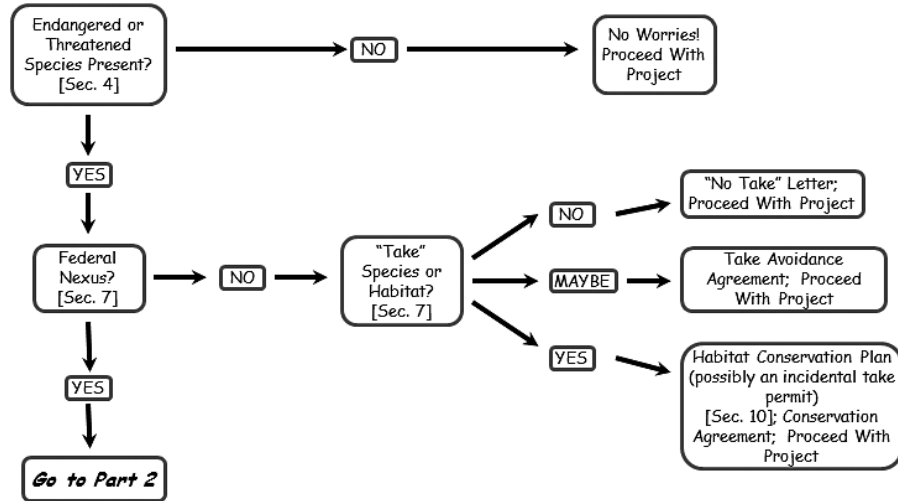 Endangered or
Threatened
Species Present?
[Sec. 4]
NO
No Worries!
Proceed With
Project
YES
Federal
Nexus?
[Sec. 7]
NO
"Take"
Species or
Habitat?
[Sec. 7]
NO
"No Take" Letter;
Proceed With Project
MAYBE
Take Avoidance
Agreement; Proceed
With Project
YES
Habitat Conservation Plan
(possibly an incidental take
permit)
[Sec. 10]; Conservation
Agreement; Proceed With
Project
YES
Go to Part 2